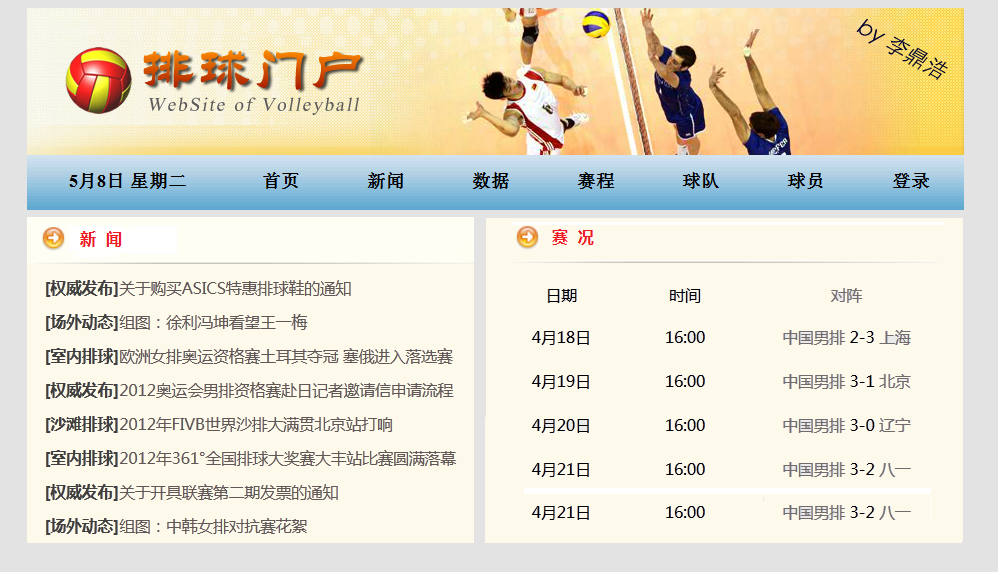 排球门户
WebSite of Volleyball
by 李鼎浩
5月8日 星期二 首页 新闻 数据 赛程 球队 球员 登录
新 闻
[权威发布]关于购买ASICS特惠排球鞋的通知
[场外动态]组图：徐利冯坤看望王一梅
[室内排球]欧洲女排奥运资格赛土耳其夺冠 塞俄进入落选赛
[权威发布]2012奥运会男排资格赛赴日记者邀请信申请流程
[沙滩排球]2012年FIVB世界沙排大满贯北京站打响
[室内排球]2012年361°全国排球大奖赛大丰站比赛圆满落幕
[权威发布]关于开具联赛第二期发票的通知
[场外动态]组图：中韩女排对抗赛花絮
赛 况
日期 时间 对阵
4月18日 16:00 中国男排 2-3 上海
4月19日 16:00 中国男排 3-1 北京
4月20日 16:00 中国男排 3-0 辽宁
4月21日 16:00 中国男排 3-2 八一
4月21日 16:00 中国男排 3-2 八一